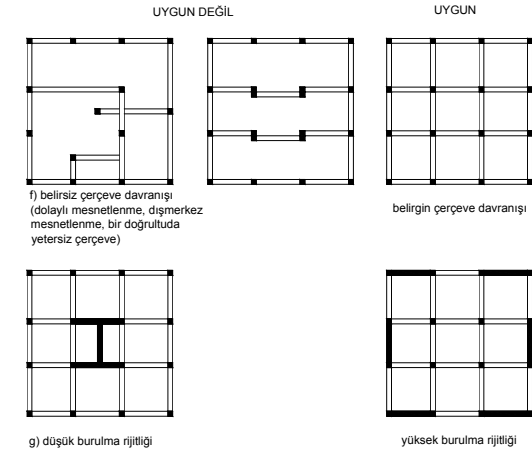 UYGUN DEĞİL
UYGUN
f) belirsiz çerçeve davranışı
(dolaylı mesnetlenme, dışmerkez
mesnetlenme, bir doğrultuda
yetersiz çerçeve)
belirgin çerçeve davranışı
g) düşük burulma rijitliği
yüksek burulma rijitliği